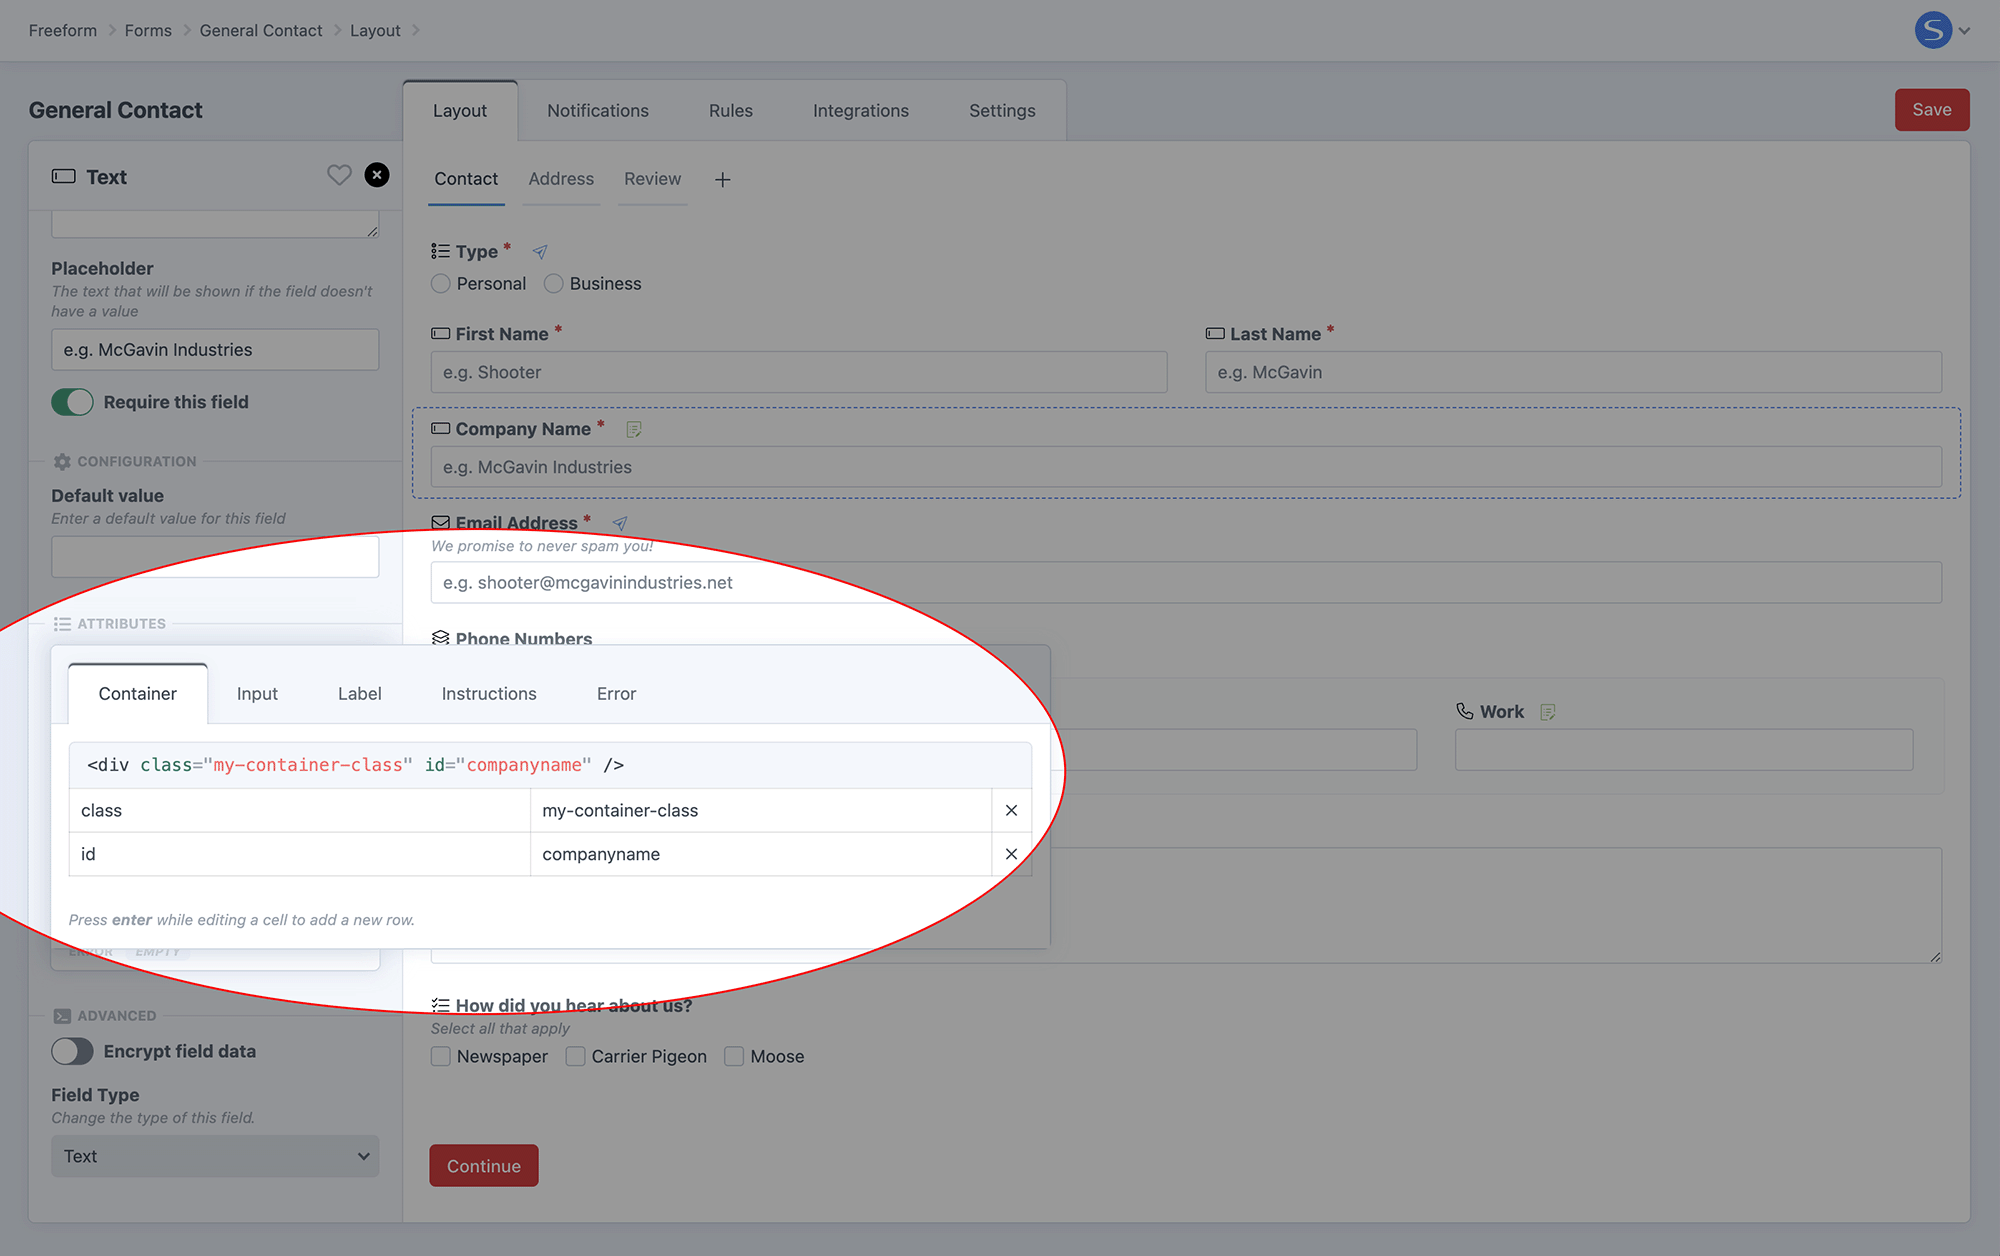 Freeform Forms General Contact Layout
S
General Contact
Layout Notifications Rules Integrations Settings
Save
Text
Placeholder
The text that will be shown if the field doesn't
have a value
e.g. McGavin Industries
Require this field
CONFIGURATION
Default value
Enter a default value for this field
ATTRIBUTES
Container Input Label Instructions Error
<div class="my-container-class" id="companyname" />
class my-container-class
id companyname
Press enter while editing a cell to add a new row.
ERROR EMPTY
ADVANCED
Encrypt field data
Field Type
Change the type of this field.
Text
Contact Address Review +
Type *
Personal Business
First Name * Last Name *
e.g. Shooter e.g. McGavin
Company Name *
e.g. McGavin Industries
Email Address *
We promise to never spam you!
e.g. shooter@mcgavinindustries.net
Phone Numbers
Work
How did you hear about us?
Select all that apply
Newspaper Carrier Pigeon Moose
Continue